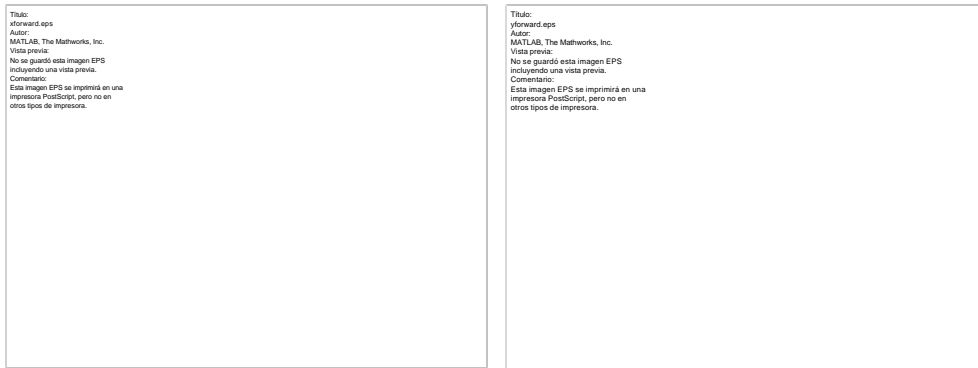 Título:
xforward.eps
Autor:
MATLAB, The Mathworks, Inc.
Vista previa:
No se guardó esta imagen EPS
incluyendo una vista previa.
Comentario:
Esta imagen EPS se imprimirá en una
impresora PostScript, pero no en
otros tipos de impresora.
Título:
yforward.eps
Autor:
MATLAB, The Mathworks, Inc.
Vista previa:
No se guardó esta imagen EPS
incluyendo una vista previa.
Comentario:
Esta imagen EPS se imprimirá en una
impresora PostScript, pero no en
otros tipos de impresora.